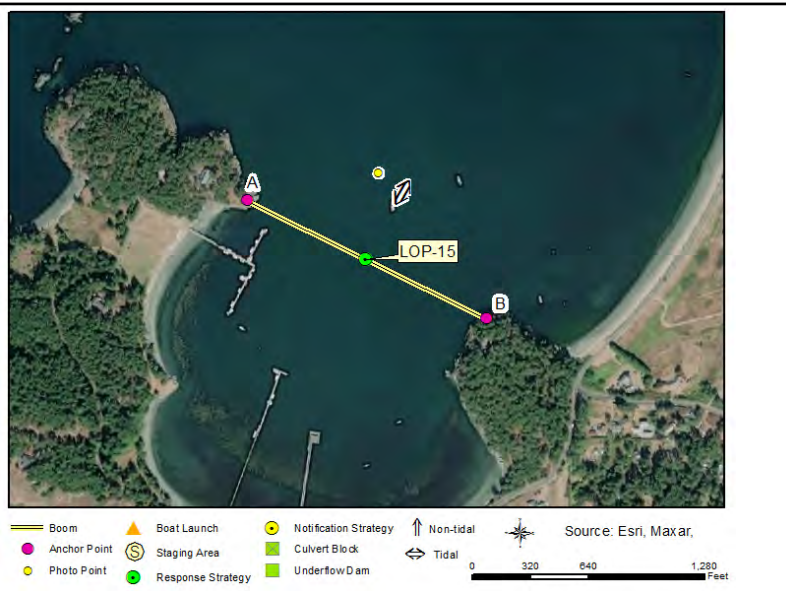 A
LOP-15
B
Boom
Boat Launch
Notification Strategy
Non-tidal
Source: Esri, Maxar,
Anchor Point
S
Staging Area
Culvert Block
Tidal
Photo Point
Response Strategy
Underflow Dam
0 320 640 1,280
Feet